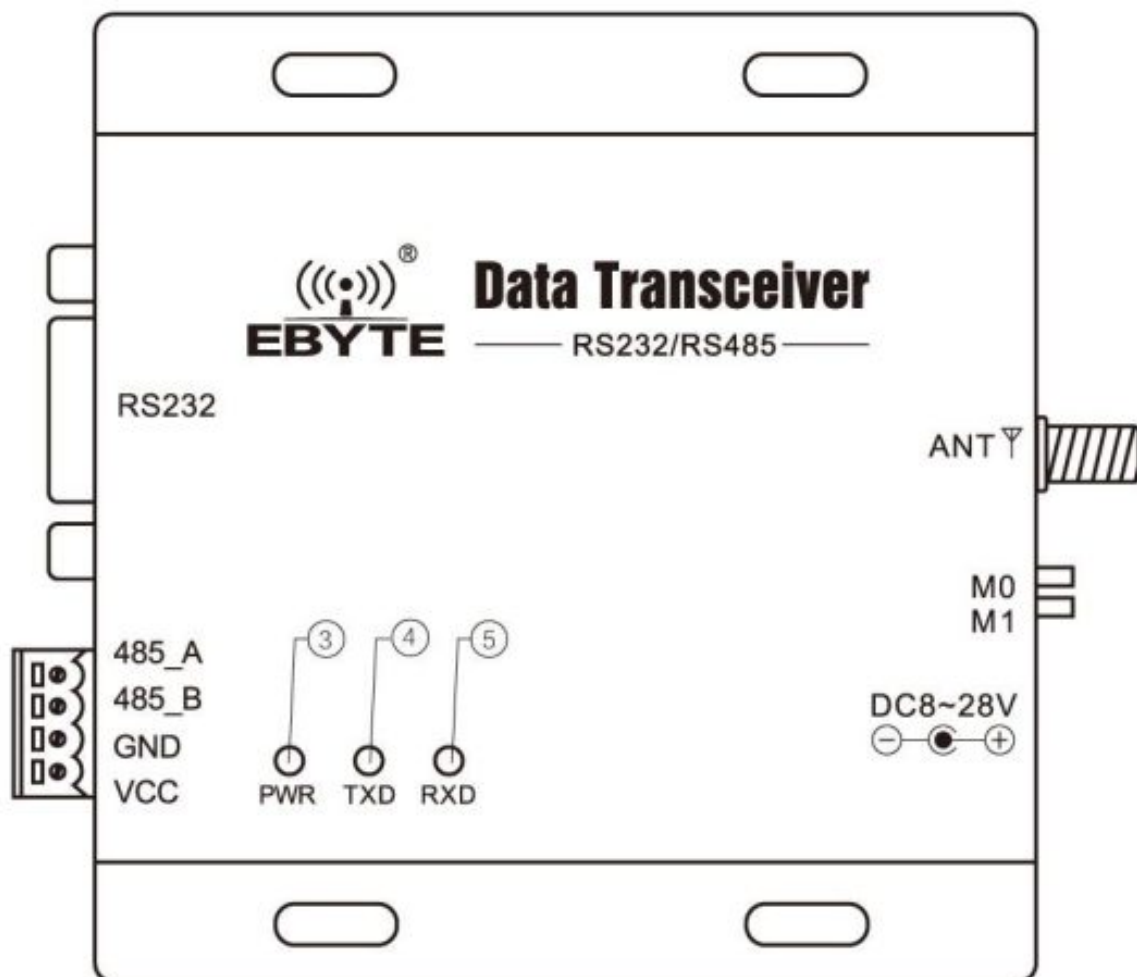 ®
EBYTE
Data Transceiver
RS232/RS485
RS232
ANT
M0
M1
485_A
485_B
GND
VCC
③ ④ ⑤
PWR TXD RXD
DC8~28V
− +